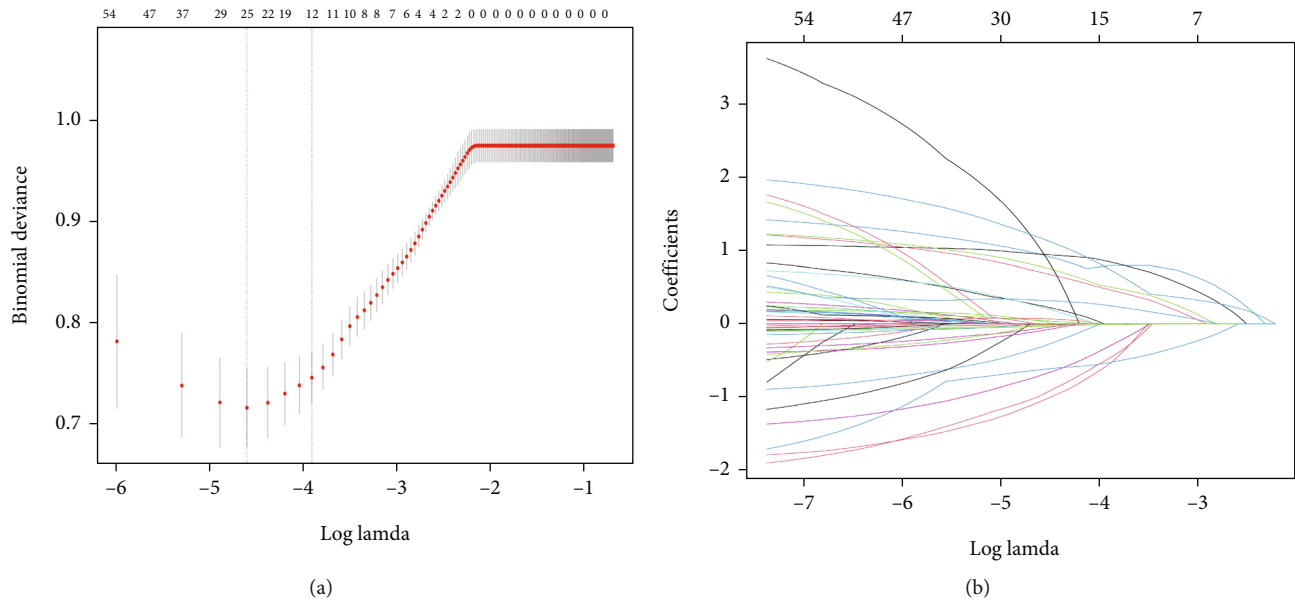 54 47 37 29 25 22 19 12 11 10 8 8 7 6 4 4 2 2 0 0 0 0 0 0 0 0 0 0 0 0
1.0
0.9
0.8
0.7
Binomial deviance
–6 –5 –4 –3 –2 –1
Log lamda
(a)
54 47 30 15 7
3
2
1
0
–1
–2
Coefficients
–7 –6 –5 –4 –3
Log lamda
(b)